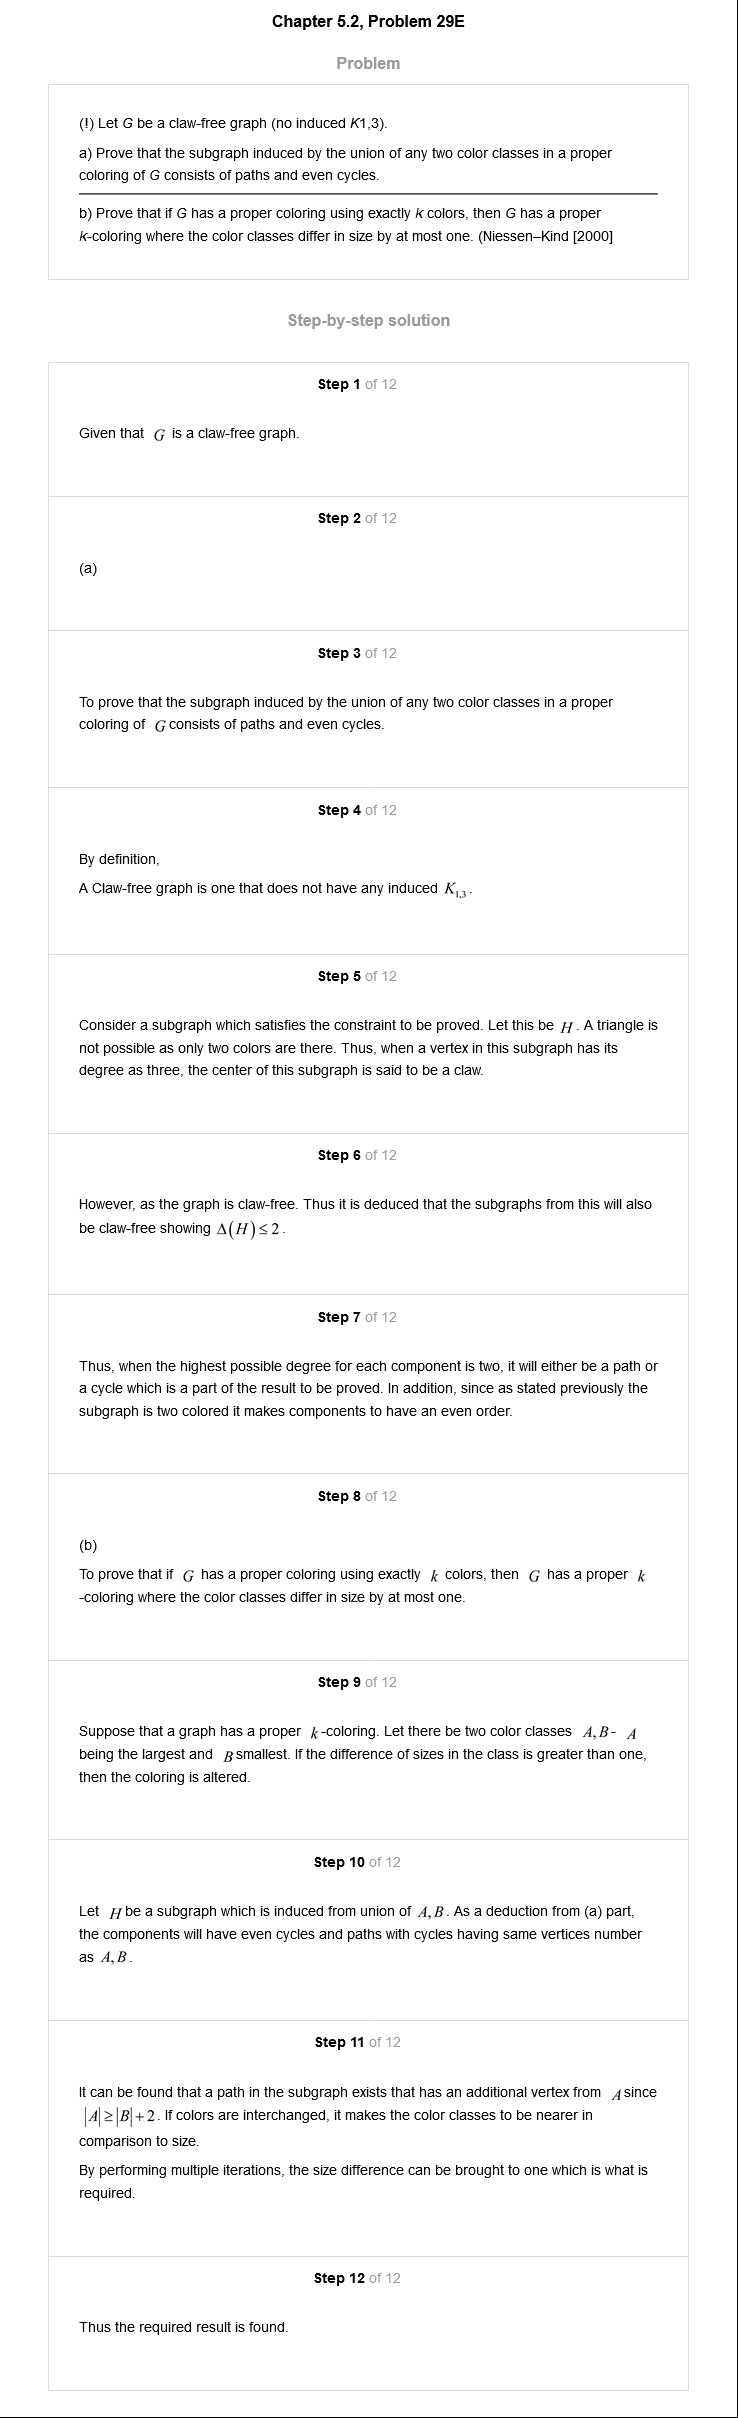 Chapter 5.2, Problem 29E
Problem
(!) Let G be a claw-free graph (no induced K1,3).
a) Prove that the subgraph induced by the union of any two color classes in a proper
coloring of G consists of paths and even cycles.
b) Prove that if G has a proper coloring using exactly k colors, then G has a proper
k-coloring where the color classes differ in size by at most one. (Niessen–Kind [2000]
Step-by-step solution
Step 1 of 12
Given that G is a claw-free graph.
Step 2 of 12
(a)
Step 3 of 12
To prove that the subgraph induced by the union of any two color classes in a proper
coloring of G consists of paths and even cycles.
Step 4 of 12
By definition,
A Claw-free graph is one that does not have any induced K1,3.
Step 5 of 12
Consider a subgraph which satisfies the constraint to be proved. Let this be H. A triangle is
not possible as only two colors are there. Thus, when a vertex in this subgraph has its
degree as three, the center of this subgraph is said to be a claw.
Step 6 of 12
However, as the graph is claw-free. Thus it is deduced that the subgraphs from this will also
be claw-free showing Δ(H)≤2.
Step 7 of 12
Thus, when the highest possible degree for each component is two, it will either be a path or
a cycle which is a part of the result to be proved. In addition, since as stated previously the
subgraph is two colored it makes components to have an even order.
Step 8 of 12
(b)
To prove that if G has a proper coloring using exactly k colors, then G has a proper k
-coloring where the color classes differ in size by at most one.
Step 9 of 12
Suppose that a graph has a proper k-coloring. Let there be two color classes A,B- A
being the largest and B smallest. If the difference of sizes in the class is greater than one,
then the coloring is altered.
Step 10 of 12
Let H be a subgraph which is induced from union of A,B. As a deduction from (a) part,
the components will have even cycles and paths with cycles having same vertices number
as A,B.
Step 11 of 12
It can be found that a path in the subgraph exists that has an additional vertex from A since
|A|≥|B|+2. If colors are interchanged, it makes the color classes to be nearer in
comparison to size.
By performing multiple iterations, the size difference can be brought to one which is what is
required.
Step 12 of 12
Thus the required result is found.